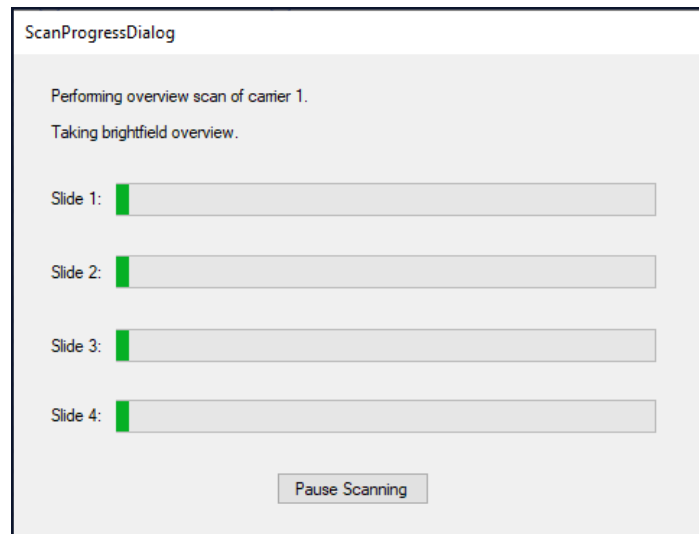 ScanProgressDialog
Performing overview scan of carrier 1.
Taking brightfield overview.
Slide 1:
Slide 2:
Slide 3:
Slide 4:
Pause Scanning